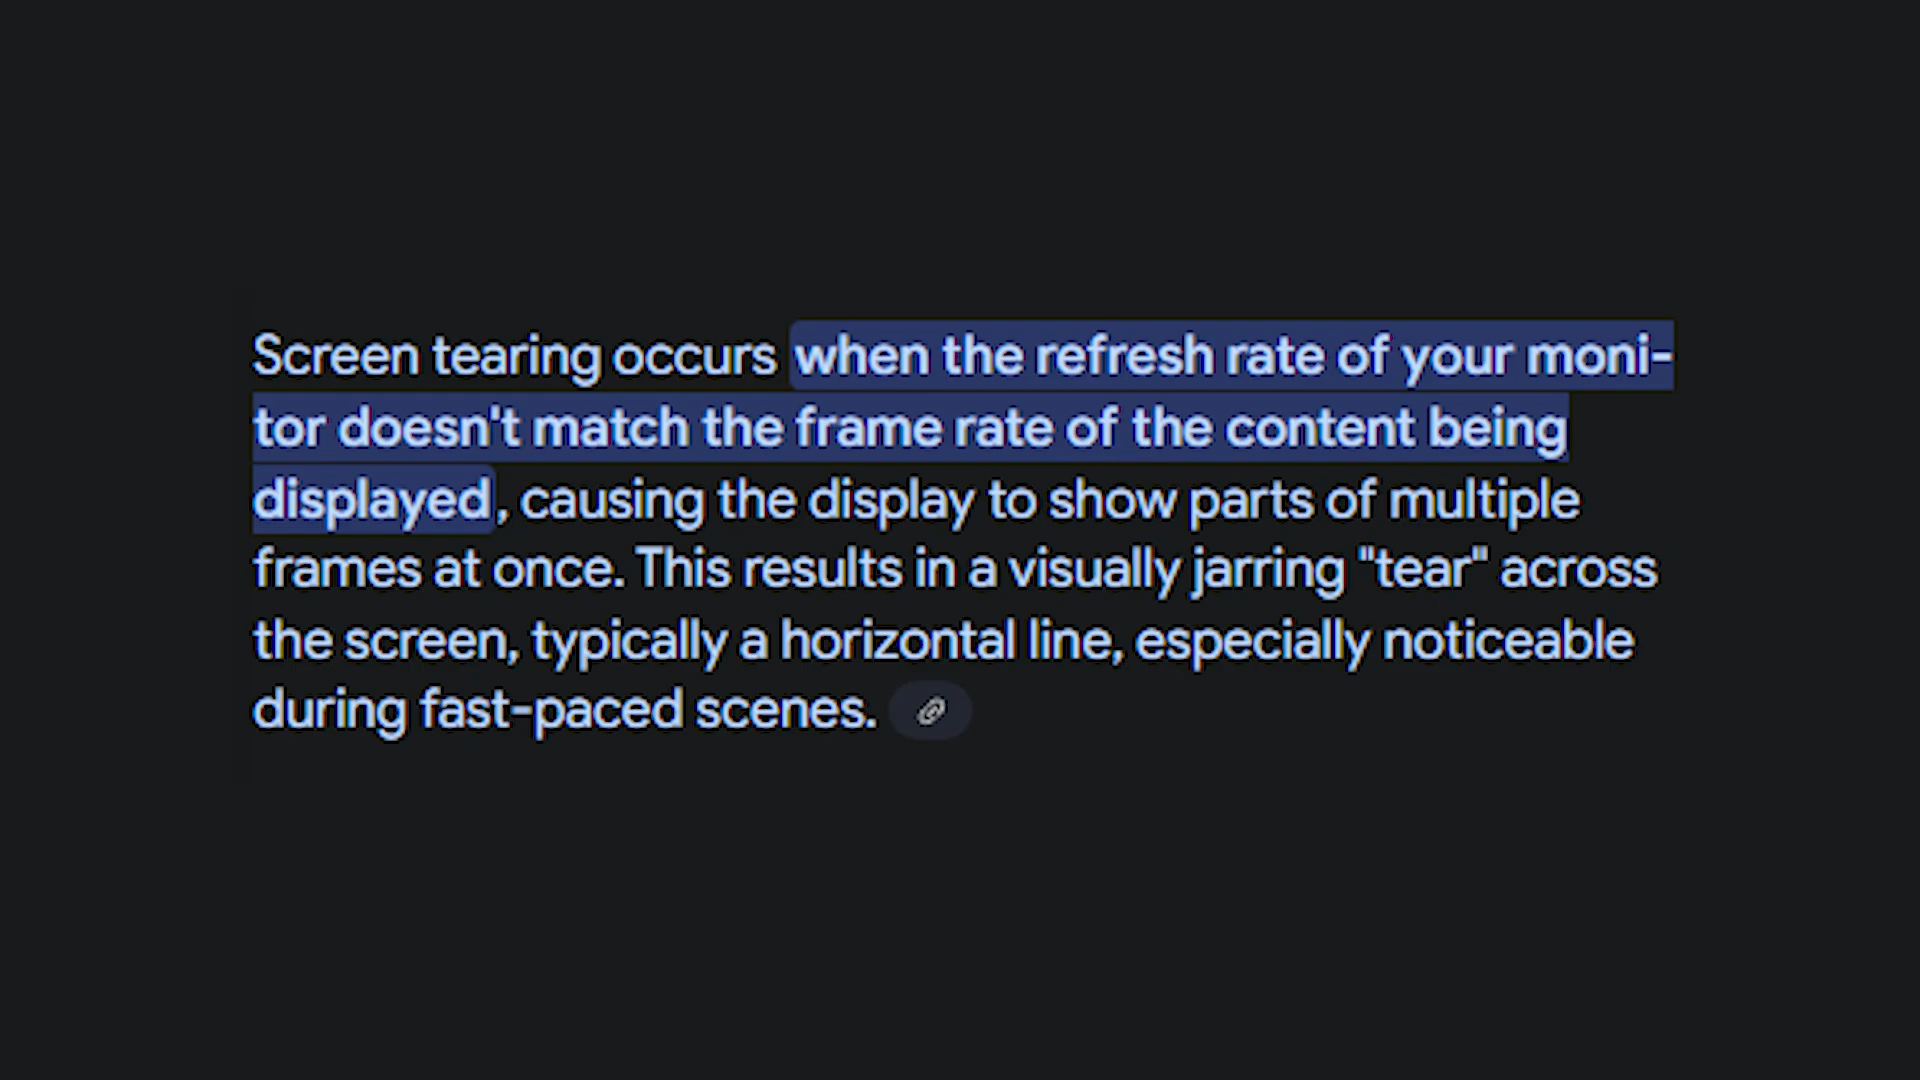 Screen tearing occurs when the refresh rate of your moni-
tor doesn't match the frame rate of the content being
displayed, causing the display to show parts of multiple
frames at once. This results in a visually jarring "tear" across
the screen, typically a horizontal line, especially noticeable
during fast-paced scenes.